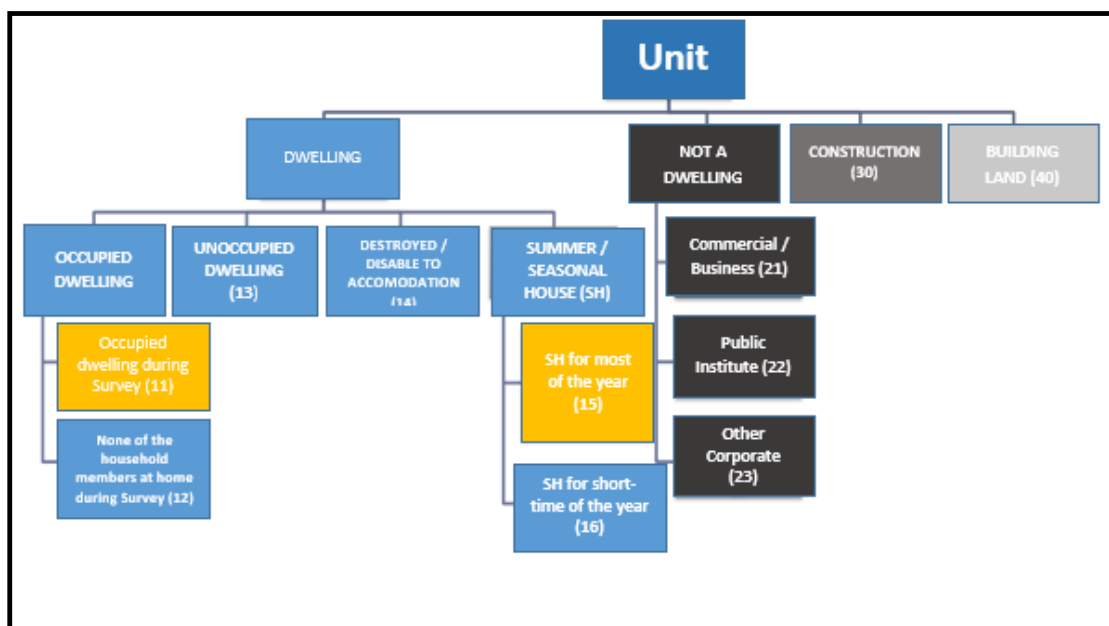 Unit
DWELLING
NOT A
DWELLING
CONSTRUCTION
(30)
BUILDING
LAND (40)
OCCUPIED
DWELLING
UNOCCUPIED
DWELLING
(13)
DESTROYED /
DISABLE TO
ACCOMODATION
(14)
SUMMER /
SEASONAL
HOUSE (SH)
Commercial /
Business (21)
Occupied
dwelling during
Survey (11)
SH for most
of the year
(15)
Public
Institute (22)
None of the
household
members at home
during Survey (12)
SH for short-
time of the year
(16)
Other
Corporate
(23)